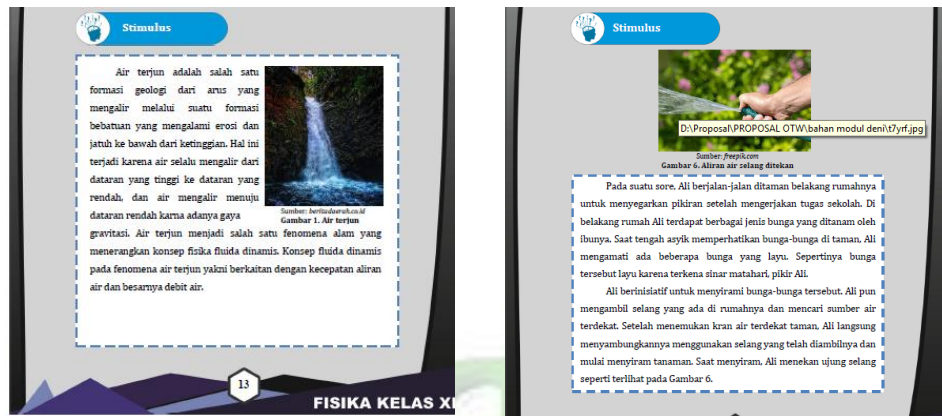 Stimulus
Air terjun adalah salah satu
formasi geologi dari arus yang
mengalir melalui suatu formasi
bebatuan yang mengalami erosi dan
jatuh ke bawah dari ketinggian. Hal ini
terjadi karena air selalu mengalir dari
dataran yang tinggi ke dataran yang
rendah, dan air mengalir menuju
dataran rendah karna adanya gaya
Sumber: beritadaerah.co.id
Gambar 1. Air terjun
gravitasi. Air terjun menjadi salah satu fenomena alam yang
menerangkan konsep fisika fluida dinamis. Konsep fluida dinamis
pada fenomena air terjun yakni berkaitan dengan kecepatan aliran
air dan besarnya debit air.
13
FISIKA KELAS XI
Stimulus
D:\Proposal\PROPOSAL OTW\bahan modul deni\t7yrf.jpg
Sumber: freepik.com
Gambar 6. Aliran air selang ditekan
Pada suatu sore, Ali berjalan-jalan ditaman belakang rumahnya
untuk menyegarkan pikiran setelah mengerjakan tugas sekolah. Di
belakang rumah Ali terdapat berbagai jenis bunga yang ditanam oleh
ibunya. Saat tengah asyik memperhatikan bunga-bunga di taman, Ali
mengamati ada beberapa bunga yang layu. Sepertinya bunga
tersebut layu karena terkena sinar matahari, pikir Ali.
Ali berinisiatif untuk menyirami bunga-bunga tersebut. Ali pun
mengambil selang yang ada di rumahnya dan mencari sumber air
terdekat. Setelah menemukan kran air terdekat taman, Ali langsung
menyambungkannya menggunakan selang yang telah diambilnya dan
mulai menyiram tanaman. Saat menyiram, Ali menekan ujung selang
seperti terlihat pada Gambar 6.